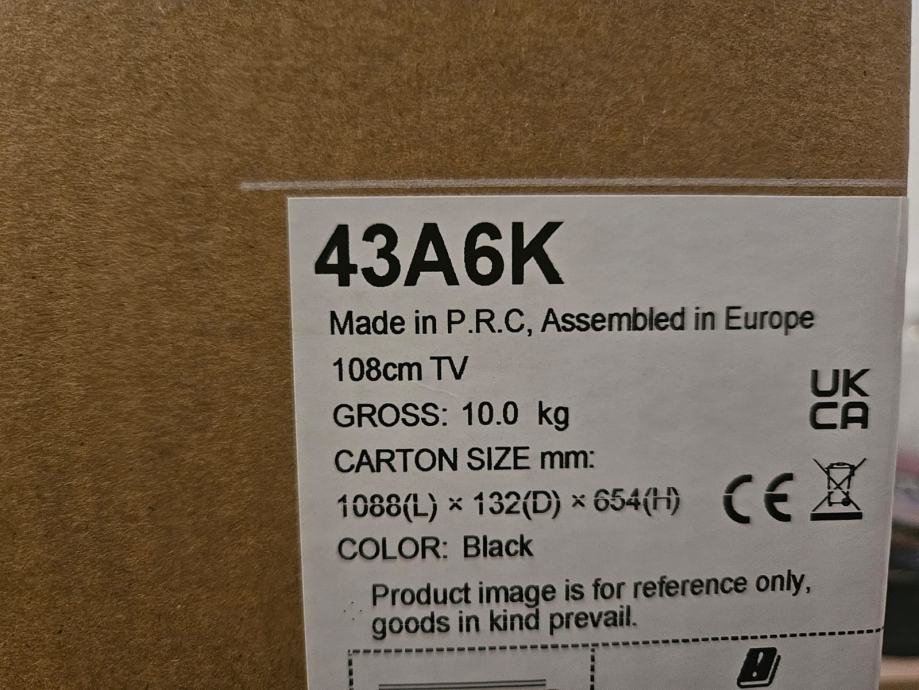 43A6K
Made in P.R.C, Assembled in Europe
108cm TV
GROSS: 10.0 kg
CARTON SIZE mm:
1088(L) × 132(D) × 654(H)
COLOR: Black
UK
CA
CE
Product image is for reference only,
goods in kind prevail.